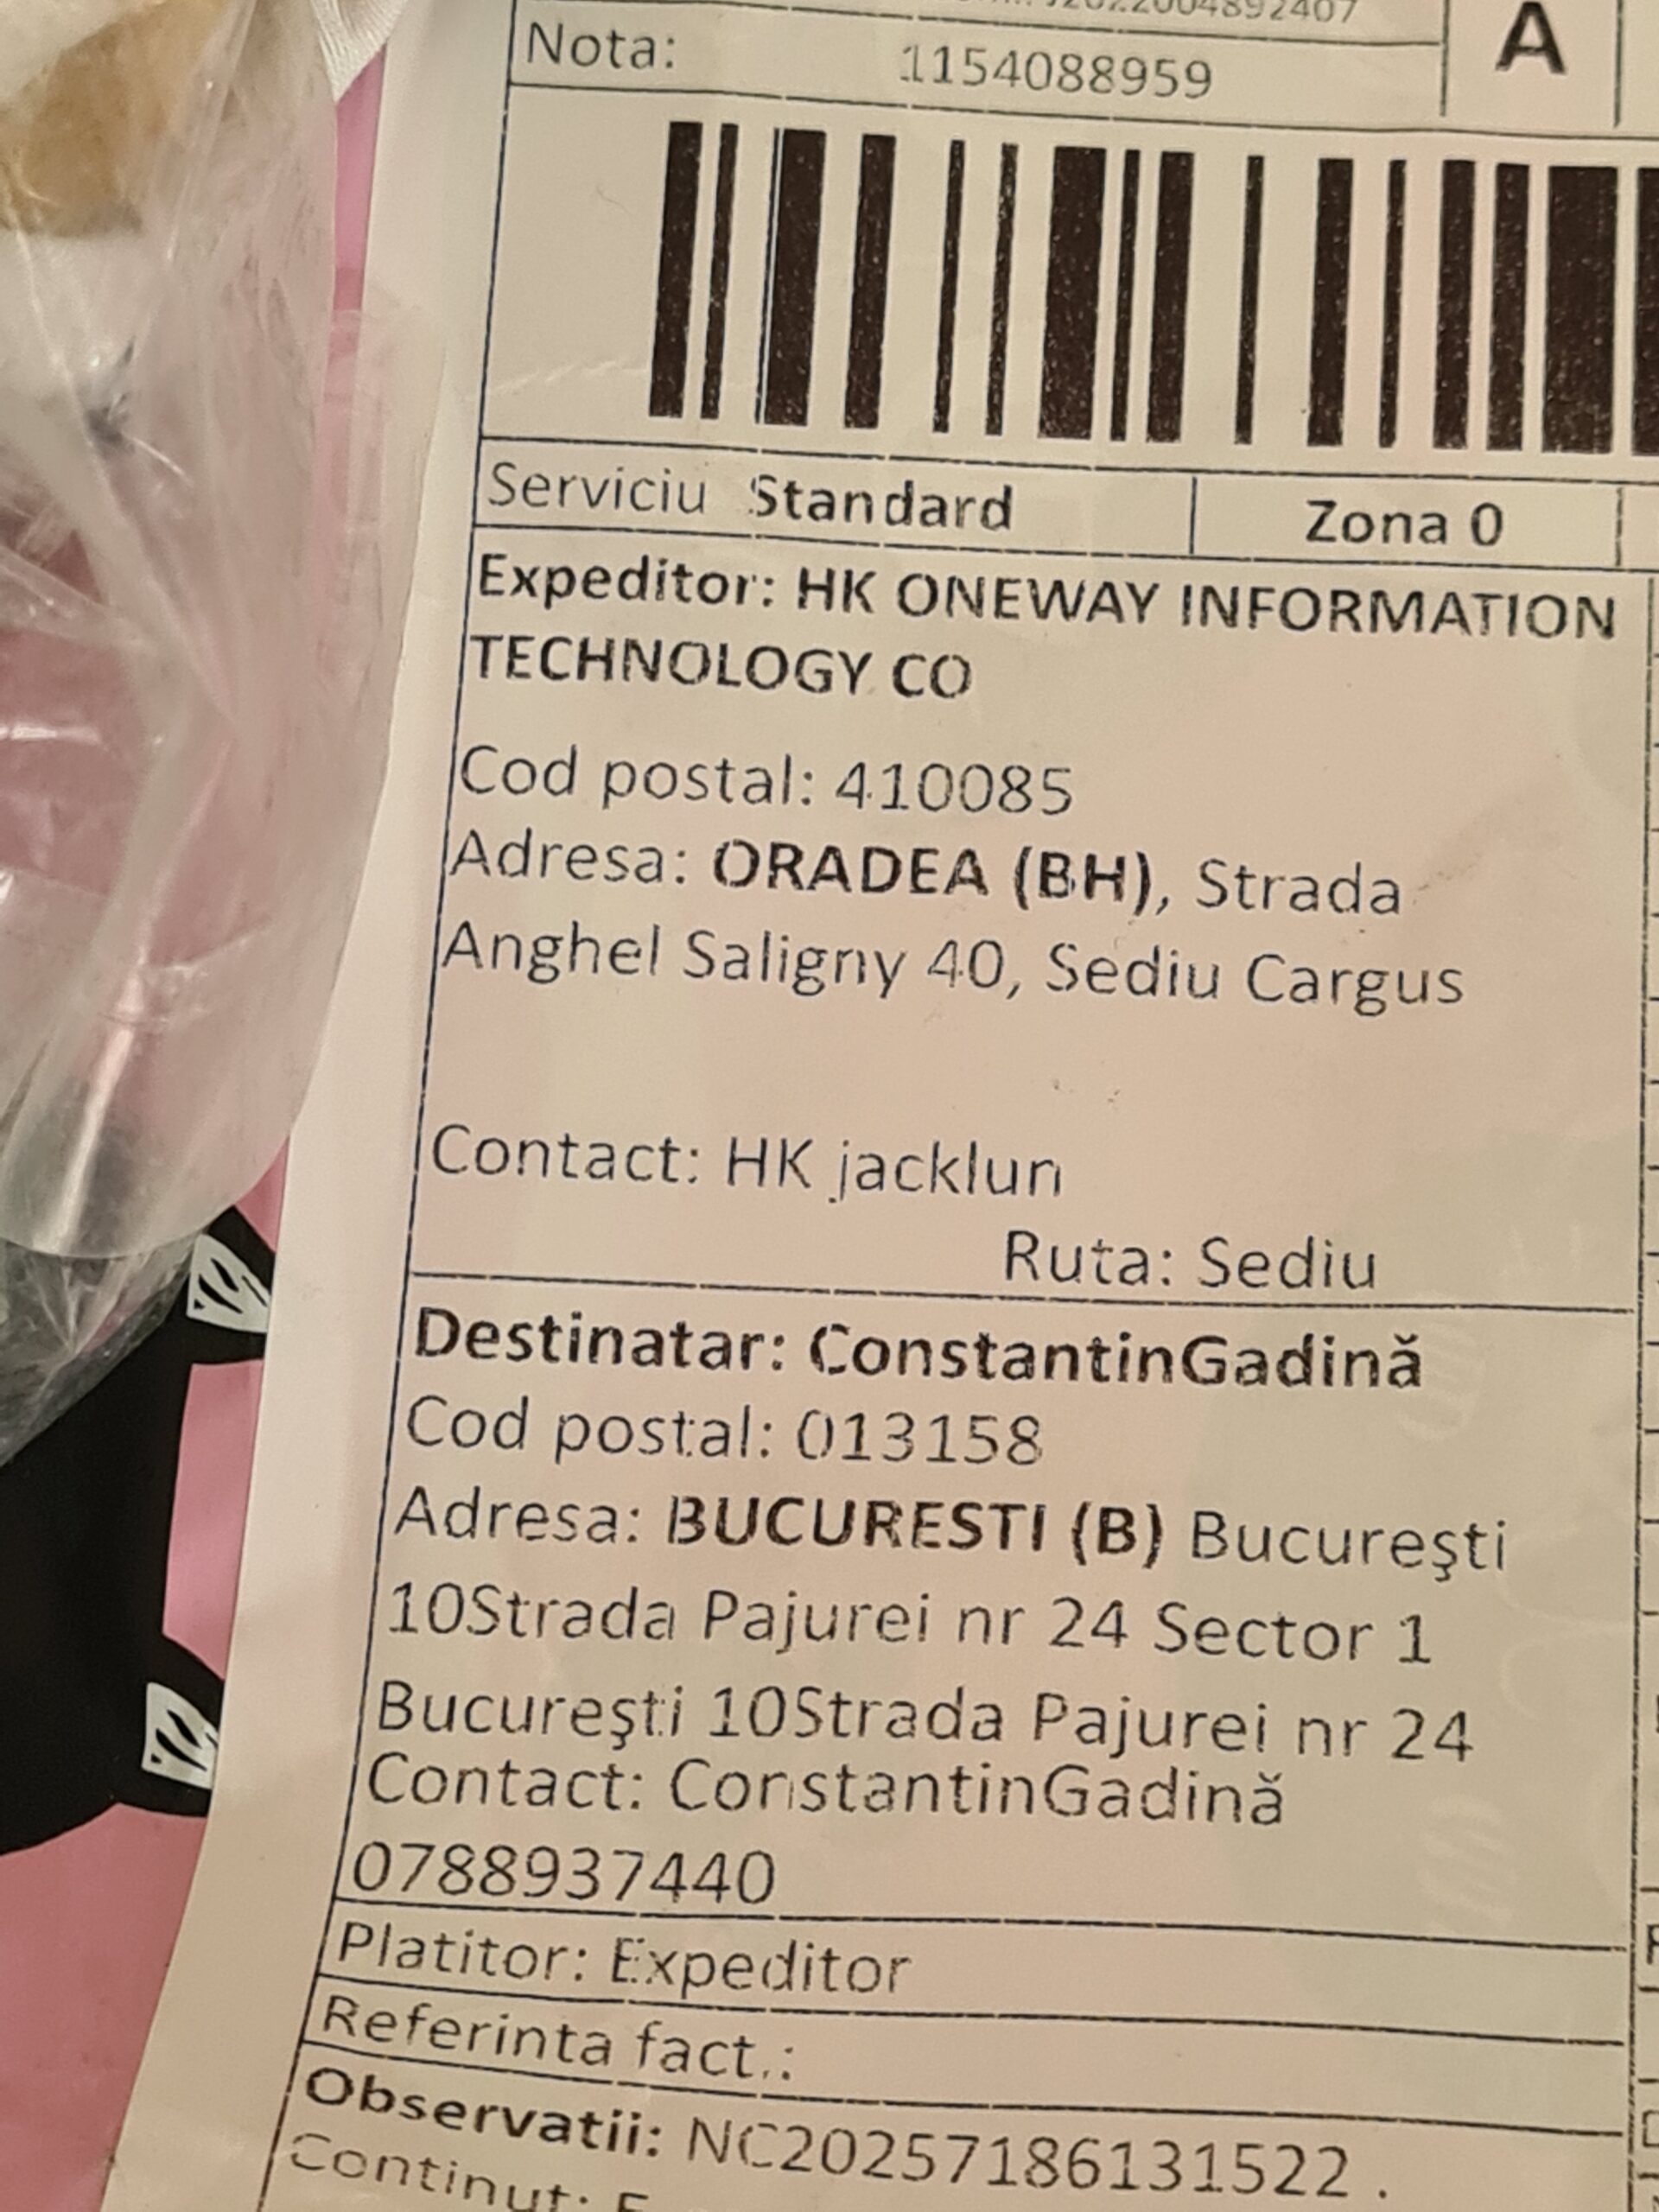 Nota: 1154088959
A
Serviciu Standard
Zona 0
Expeditor: HK ONEWAY INFORMATION
TECHNOLOGY CO
Cod postal: 410085
Adresa: ORADEA (BH), Strada
Anghel Saligny 40, Sediu Cargus
Contact: HK jacklun
Ruta: Sediu
Destinatar: ConstantinGadină
Cod postal: 013158
Adresa: BUCURESTI (B) Bucureşti
10Strada Pajurei nr 24 Sector 1
Bucureşti 10Strada Pajurei nr 24
Contact: ConstantinGadină
0788937440
Platitor: Expeditor
Referinta fact.:
Observatii: NC20257186131522 .
Continut: